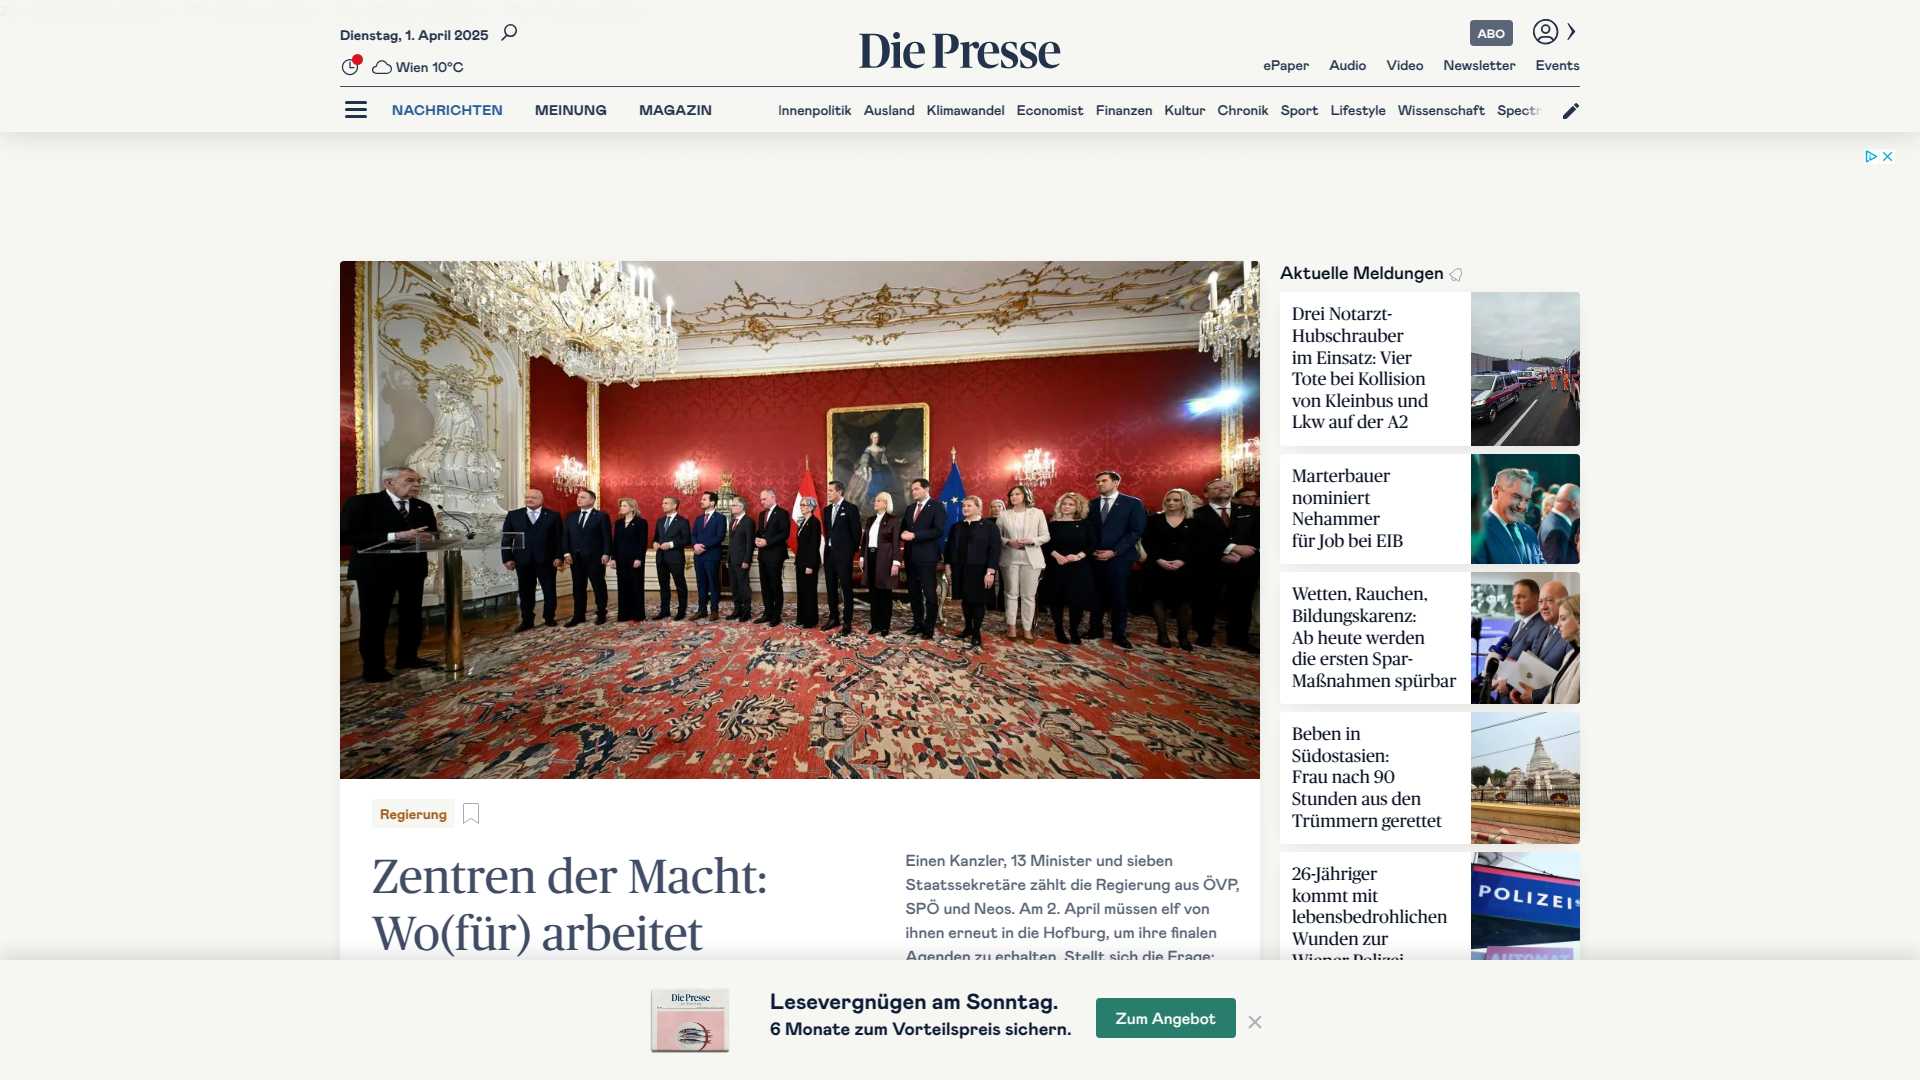 Dienstag, 1. April 2025
Wien 10°C
Die Presse
ABO
ePaper Audio Video Newsletter Events
NACHRICHTEN MEINUNG MAGAZIN
Innenpolitik Ausland Klimawandel Economist Finanzen Kultur Chronik Sport Lifestyle Wissenschaft
Aktuelle Meldungen
Drei Notarzt-
Hubschrauber
im Einsatz: Vier
Tote bei Kollision
von Kleinbus und
Lkw auf der A2
Marterbauer
nominiert
Nehammer
für Job bei EIB
Wetten, Rauchen,
Bildungskarenz:
Ab heute werden
die ersten Spar-
Maßnahmen spürbar
Beben in
Südostasien:
Frau nach 90
Stunden aus den
Trümmern gerettet
26-Jähriger
kommt mit
lebensbedrohlichen
Wunden zur
Wiener Polizei
POLIZEI
AUTOMAT
Regierung
Zentren der Macht:
Wo(für) arbeitet
Einen Kanzler, 13 Minister und sieben
Staatssekretäre zählt die Regierung aus ÖVP,
SPÖ und Neos. Am 2. April müssen elf von
ihnen erneut in die Hofburg, um ihre finalen
Agenden zu erhalten. Stellt sich die Frage:
Die Presse
Lesevergnügen am Sonntag.
6 Monate zum Vorteilspreis sichern.
Zum Angebot